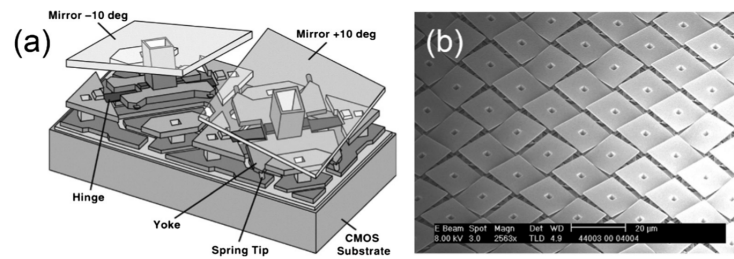 (a)
Mirror –10 deg
Mirror +10 deg
Hinge
Yoke
Spring Tip
CMOS
Substrate
(b)
E Beam Spot Magn Det WD 20 µm
8.00 kV 3.0 2563x TLD 4.9 44003 00 04004